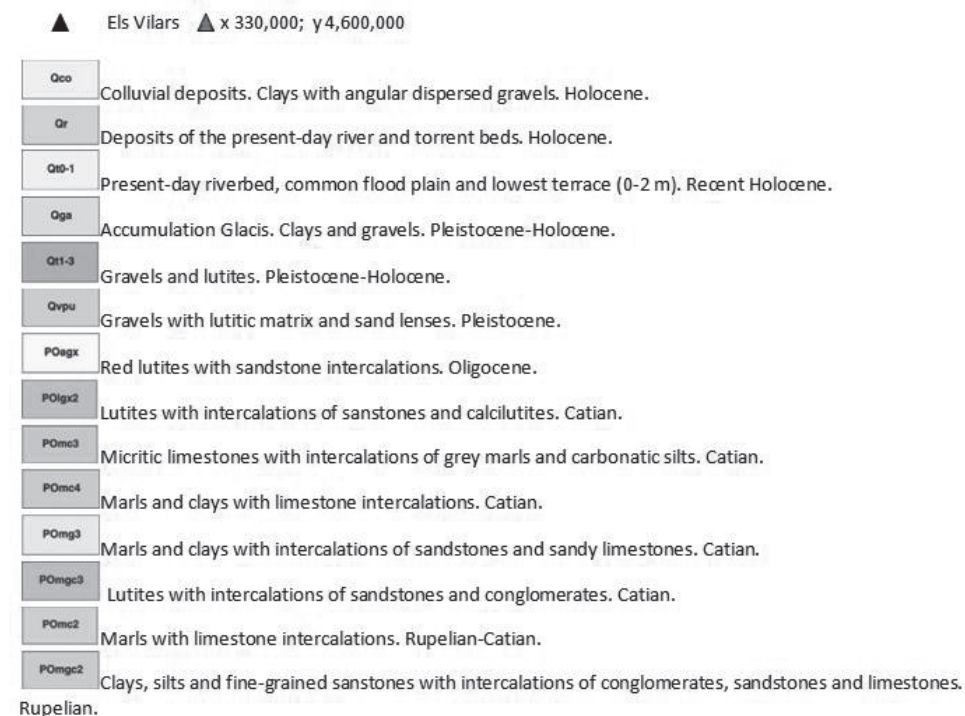 Els Vilars x 330,000; y 4,600,000
Qco
Colluvial deposits. Clays with angular dispersed gravels. Holocene.
Qr
Deposits of the present-day river and torrent beds. Holocene.
Qt0-1
Present-day riverbed, common flood plain and lowest terrace (0-2 m). Recent Holocene.
Qga
Accumulation Glacis. Clays and gravels. Pleistocene-Holocene.
Qt1-3
Gravels and lutites. Pleistocene-Holocene.
Qvpu
Gravels with lutitic matrix and sand lenses. Pleistocene.
POagx
Red lutites with sandstone intercalations. Oligocene.
POlgx2
Lutites with intercalations of sanstones and calcilutites. Catian.
POmc3
Micritic limestones with intercalations of grey marls and carbonatic silts. Catian.
POmc4
Marls and clays with limestone intercalations. Catian.
POmg3
Marls and clays with intercalations of sandstones and sandy limestones. Catian.
POmgc3
Lutites with intercalations of sandstones and conglomerates. Catian.
POmc2
Marls with limestone intercalations. Rupelian-Catian.
POmgc2
Clays, silts and fine-grained sanstones with intercalations of conglomerates, sandstones and limestones.
Rupelian.